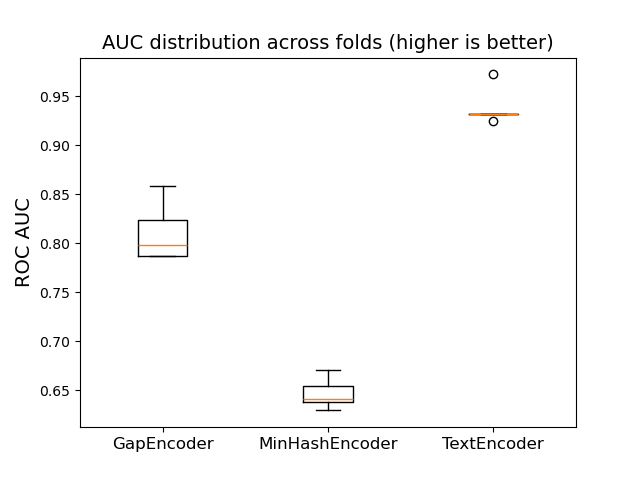 AUC distribution across folds (higher is better)
ROC AUC
0.95
0.90
0.85
0.80
0.75
0.70
0.65
GapEncoder
MinHashEncoder
TextEncoder